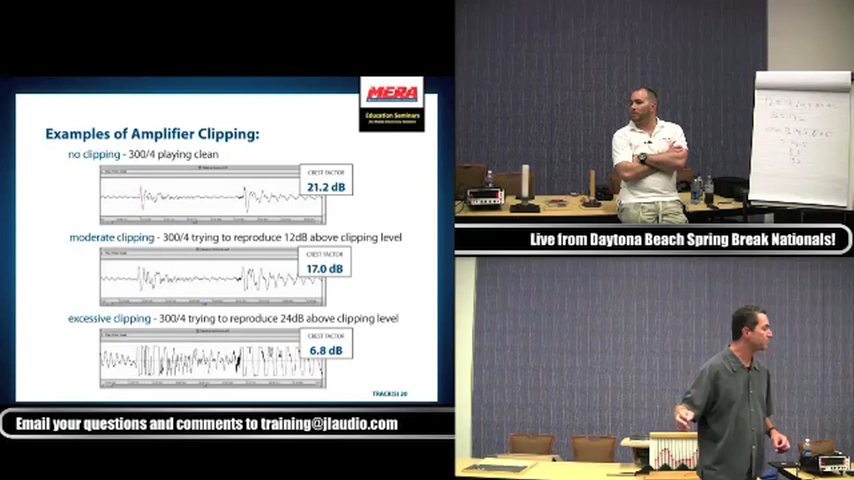 MERA
Education Seminars
Examples of Amplifier Clipping:
no clipping - 300/4 playing clean
CREST FACTOR
21.2 dB
moderate clipping - 300/4 trying to reproduce 12dB above clipping level
CREST FACTOR
17.0 dB
excessive clipping - 300/4 trying to reproduce 24dB above clipping level
CREST FACTOR
6.8 dB
TRACK(S) 20
Email your questions and comments to training@jlaudio.com
Live from Daytona Beach Spring Break Nationals!